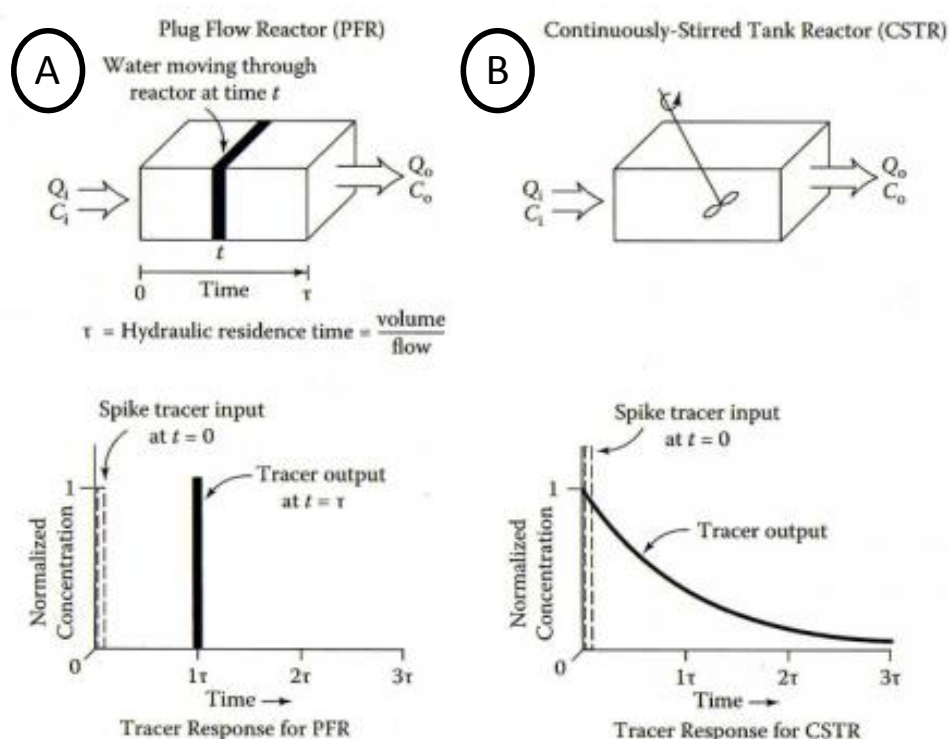 Plug Flow Reactor (PFR)
A
Water moving through
reactor at time t
Qi
Ci
Qo
Co
t
0
Time
τ
τ = Hydraulic residence time = volume
flow
Spike tracer input
at t = 0
Tracer output
at t = τ
Normalized
Concentration
1
0
1τ
2τ
3τ
Time
Tracer Response for PFR
Continuously-Stirred Tank Reactor (CSTR)
B
Qi
Ci
Qo
Co
Spike tracer input
at t = 0
Tracer output
Normalized
Concentration
1
0
1τ
2τ
3τ
Time
Tracer Response for CSTR